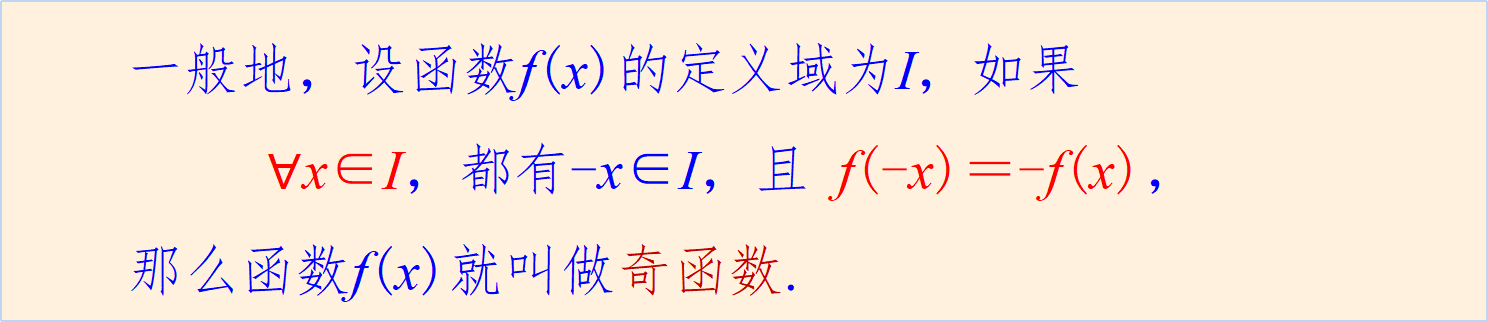 一般地，设函数f(x)的定义域为I，如果
∀x∈I，都有-x∈I，且 f(-x)＝-f(x)，
那么函数f(x)就叫做奇函数.